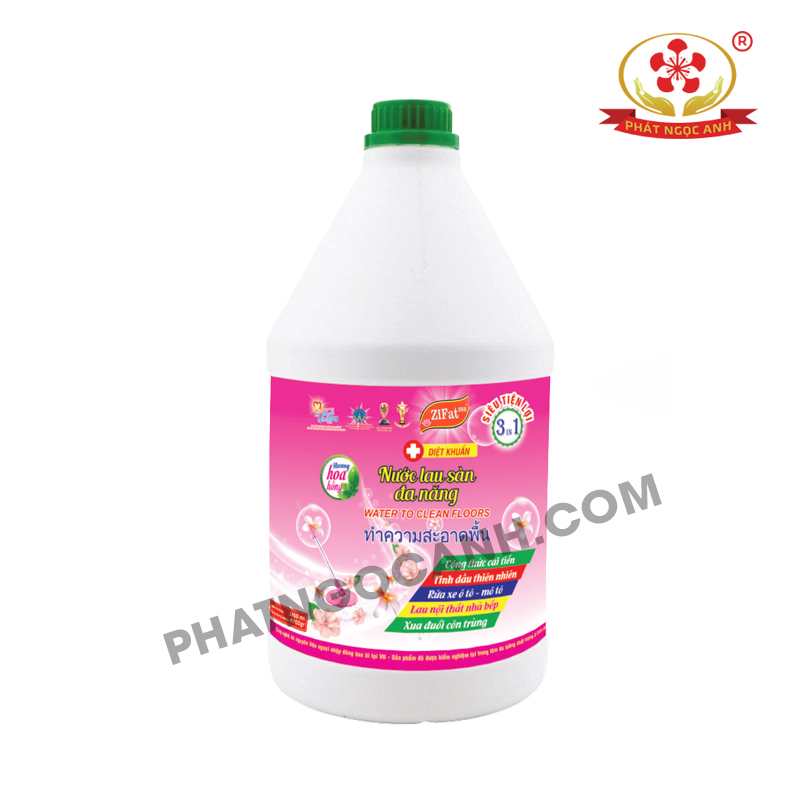 ®
PHÁT NGỌC ANH
ZiFat 999
SIÊU TIỆN LỢI
3 IN 1
DIỆT KHUẨN
Hương
hoa
hồng
Nước lau sàn
đa năng
WATER TO CLEAN FLOORS
ทำความสะอาดพื้น
Công thức cải tiến
Tinh dầu thiên nhiên
Rửa xe ô tô - mô tô
Lau nội thất nhà bếp
Xua đuổi côn trùng
PHATNGOCANH.COM